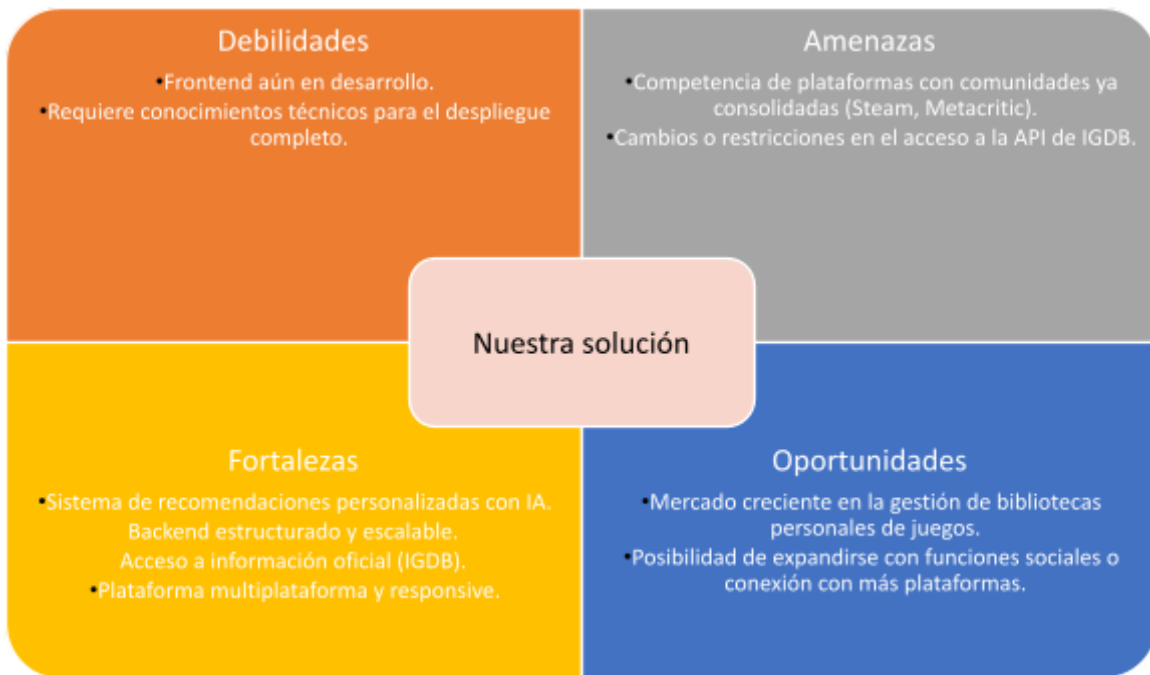 Debilidades
•Frontend aún en desarrollo.
•Requiere conocimientos técnicos para el despliegue
completo.
Amenazas
•Competencia de plataformas con comunidades ya
consolidadas (Steam, Metacritic).
•Cambios o restricciones en el acceso a la API de IGDB.
Nuestra solución
Fortalezas
•Sistema de recomendaciones personalizadas con IA.
Backend estructurado y escalable.
Acceso a información oficial (IGDB).
•Plataforma multiplataforma y responsive.
Oportunidades
•Mercado creciente en la gestión de bibliotecas
personales de juegos.
•Posibilidad de expandirse con funciones sociales o
conexión con más plataformas.